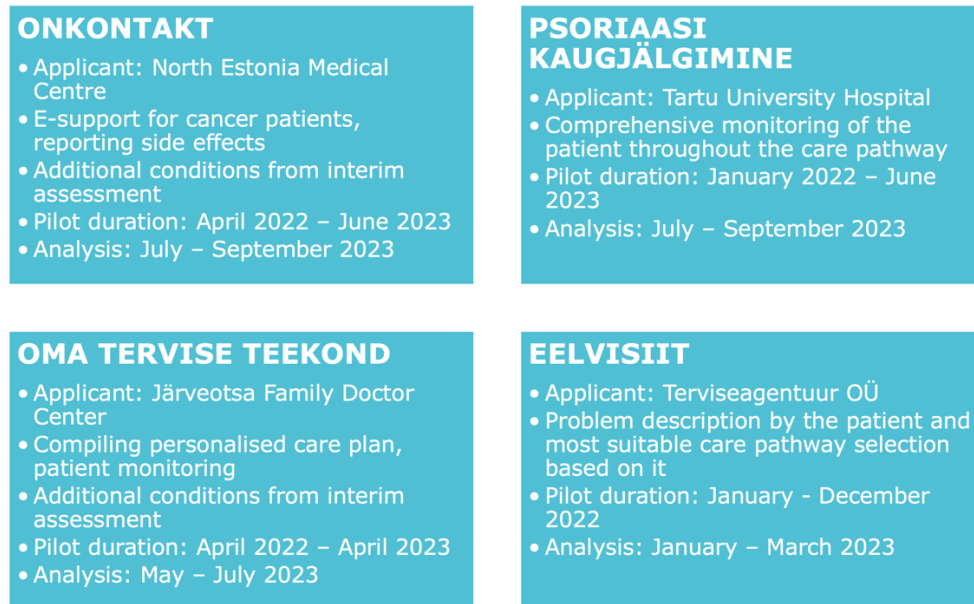 ONKONTAKT
• Applicant: North Estonia Medical
Centre
• E-support for cancer patients,
reporting side effects
• Additional conditions from interim
assessment
• Pilot duration: April 2022 – June 2023
• Analysis: July – September 2023
PSORIAASI
KAUGJÄLGIMINE
• Applicant: Tartu University Hospital
• Comprehensive monitoring of the
patient throughout the care pathway
• Pilot duration: January 2022 – June
2023
• Analysis: July – September 2023
OMA TERVISE TEEKOND
• Applicant: Järveotsa Family Doctor
Center
• Compiling personalised care plan,
patient monitoring
• Additional conditions from interim
assessment
• Pilot duration: April 2022 – April 2023
• Analysis: May – July 2023
EELVISIIT
• Applicant: Terviseagentuur OÜ
• Problem description by the patient and
most suitable care pathway selection
based on it
• Pilot duration: January - December
2022
• Analysis: January – March 2023